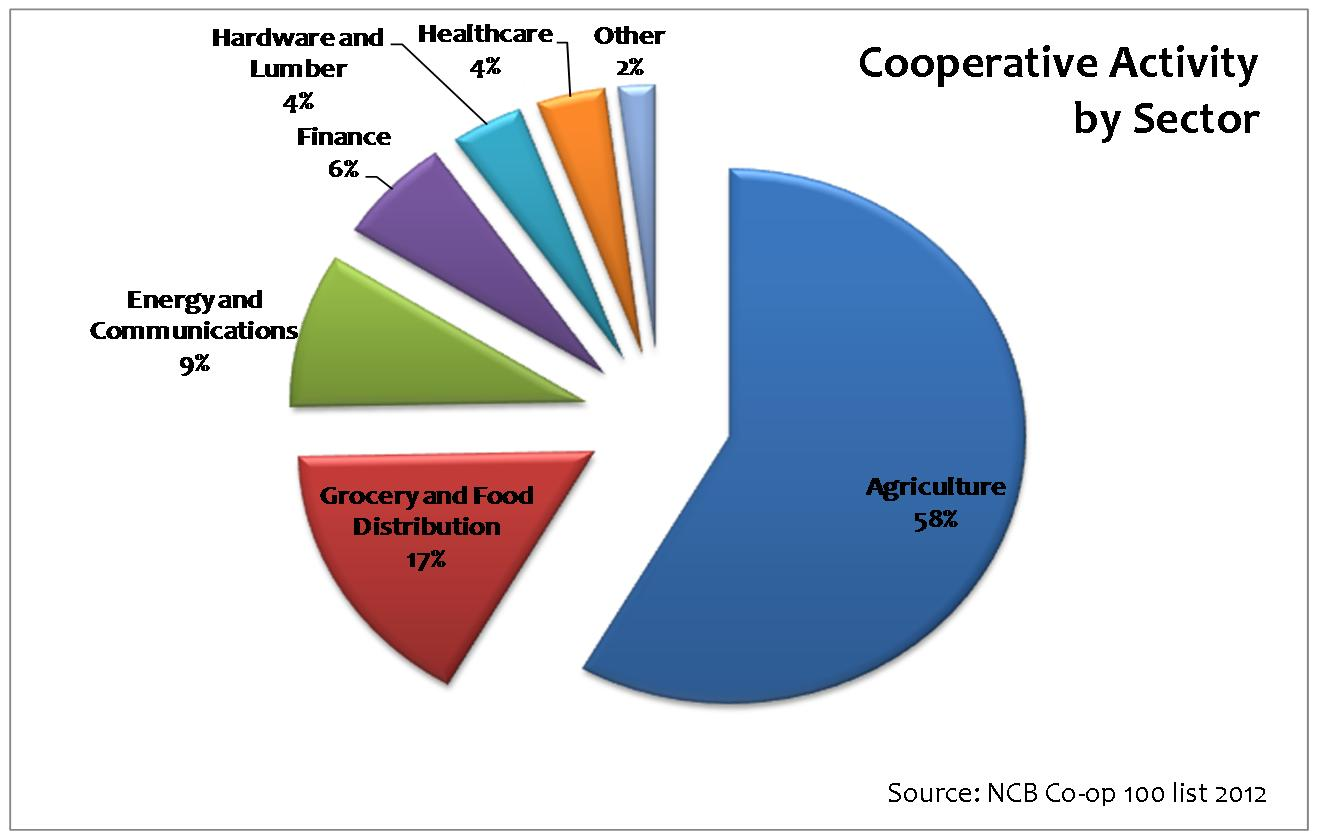 Cooperative Activity
by Sector
Hardware and
Lumber
4%
Healthcare
4%
Other
2%
Finance
6%
Energy and
Communications
9%
Grocery and Food
Distribution
17%
Agriculture
58%
Source: NCB Co-op 100 list 2012